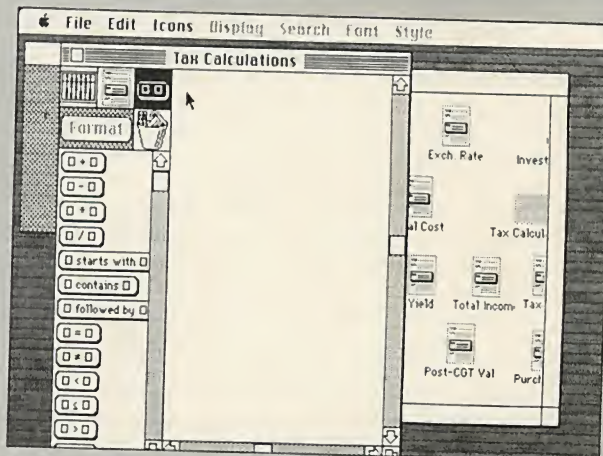 File Edit Icons Display Search Font Style
Tax Calculations
Format
+
-
/
starts with
contains
followed by
=
≠
<
≤
>
Exch. Rate
Invest
al Cost
Tax Calcul
Yield
Total Incom
Tax
Post-CGT Val
Purch